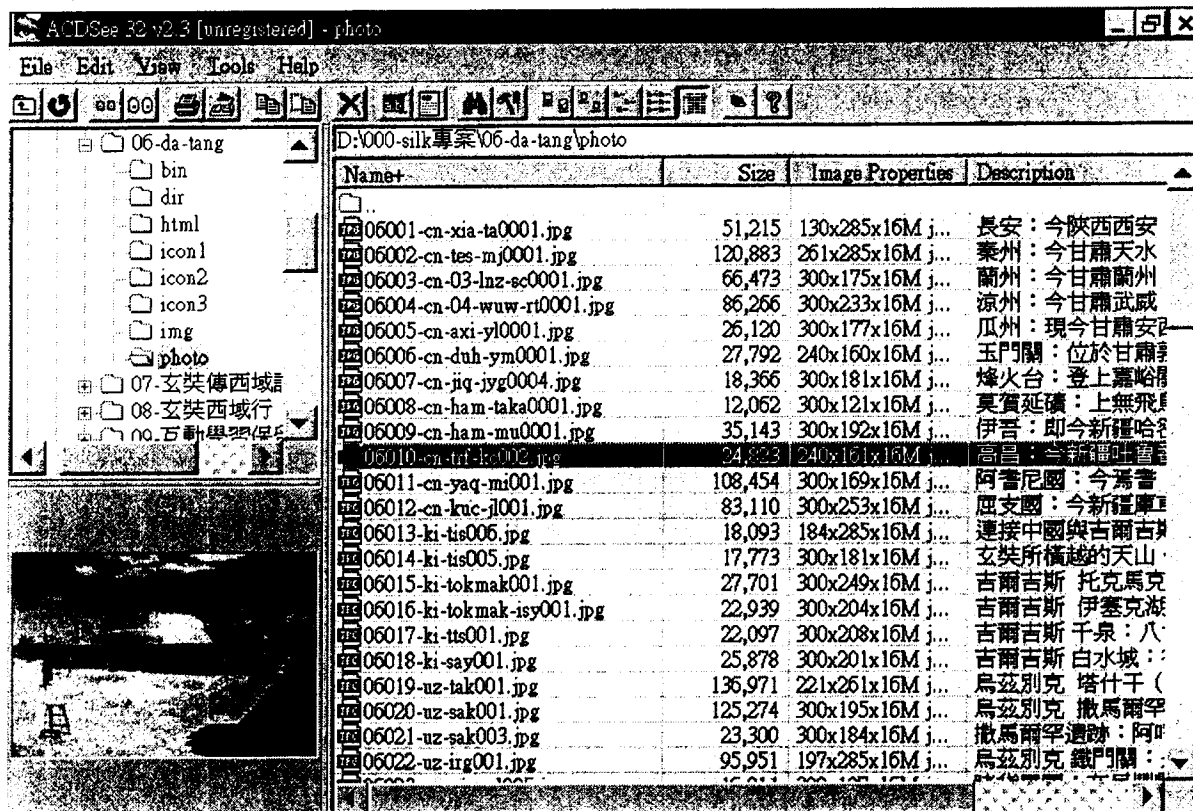 ACDSee 32 v2.3 [unregistered] - photo
File Edit View Tools Help
D:\000-silk專案\06-da-tang\photo
06-da-tang
bin
dir
html
icon1
icon2
icon3
img
photo
07-玄奘傳西域
08-玄奘西域行
09-互動學習
Name+ Size Image Properties Description
..
06001-cn-xia-ta0001.jpg 51,215 130x285x16M j... 長安：今陝西西安
06002-cn-tes-mj0001.jpg 120,883 261x285x16M j... 秦州：今甘肅天水
06003-cn-03-lnz-sc0001.jpg 66,473 300x175x16M j... 蘭州：今甘肅蘭州
06004-cn-04-wuw-rt0001.jpg 86,266 300x233x16M j... 涼州：今甘肅武威
06005-cn-axi-yl0001.jpg 26,120 300x177x16M j... 瓜州：現今甘肅安西
06006-cn-duh-ym0001.jpg 27,792 240x160x16M j... 玉門關：位於甘肅
06007-cn-jiq-jyg0004.jpg 18,366 300x181x16M j... 烽火台：登上嘉峪關
06008-cn-ham-taka0001.jpg 12,062 300x121x16M j... 莫賀延磧：上無飛
06009-cn-ham-mu0001.jpg 35,143 300x192x16M j... 伊吾：即今新疆哈
06010-cn-trf-kc002.jpg 24,823 240x161x16M j... 高昌：今新疆吐魯
06011-cn-yaq-mi001.jpg 108,454 300x169x16M j... 阿耆尼國：今焉耆
06012-cn-kuc-jl001.jpg 83,110 300x253x16M j... 屈支國：今新疆庫
06013-ki-tis006.jpg 18,093 184x285x16M j... 連接中國與吉爾吉斯
06014-ki-tis005.jpg 17,773 300x181x16M j... 玄奘所橫越的天山
06015-ki-tokmak001.jpg 27,701 300x249x16M j... 吉爾吉斯 托克馬克
06016-ki-tokmak-isy001.jpg 22,939 300x204x16M j... 吉爾吉斯 伊塞克湖
06017-ki-tts001.jpg 22,097 300x208x16M j... 吉爾吉斯 千泉：八
06018-ki-say001.jpg 25,878 300x201x16M j... 吉爾吉斯 白水城：
06019-uz-tak001.jpg 136,971 221x261x16M j... 烏茲別克 塔什干（
06020-uz-sak001.jpg 125,274 300x195x16M j... 烏茲別克 撒馬爾罕
06021-uz-sak003.jpg 23,300 300x184x16M j... 撒馬爾罕遺跡：阿
06022-uz-irg001.jpg 95,951 197x285x16M j... 烏茲別克 鐵門關：